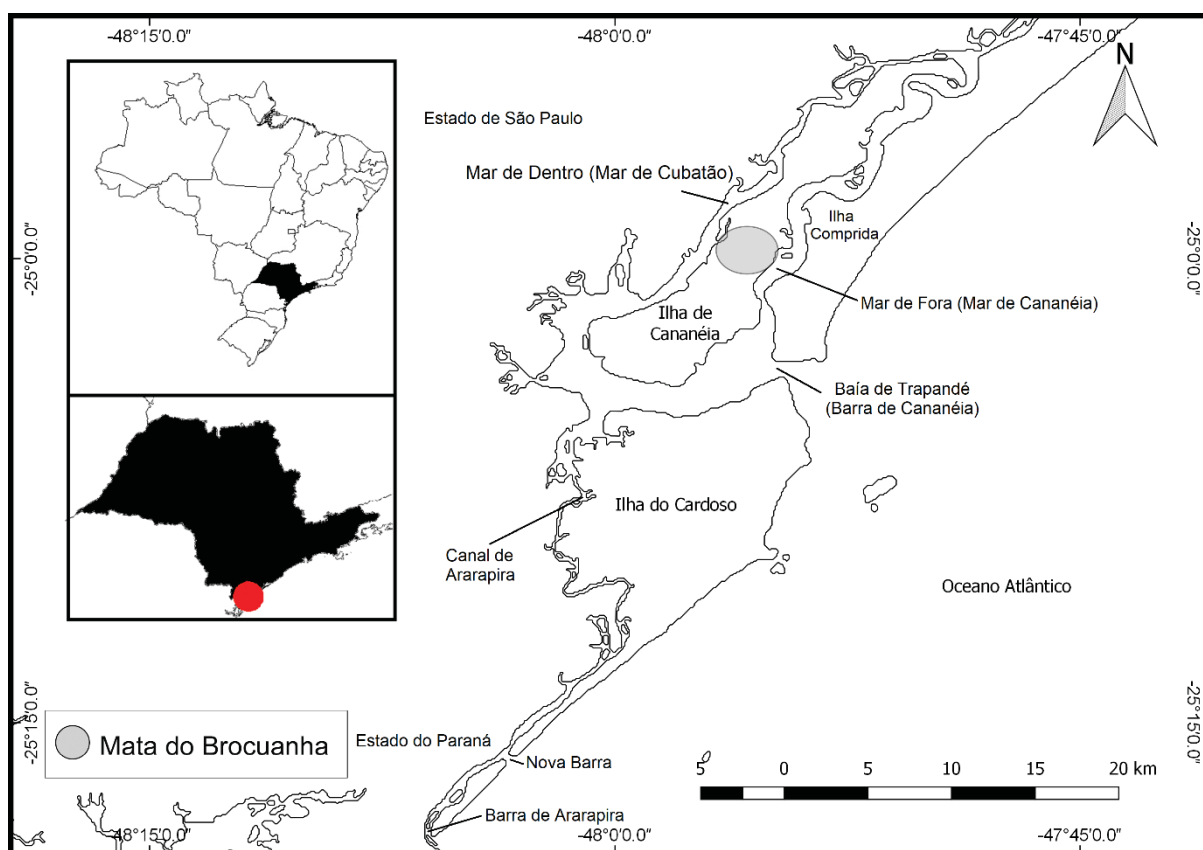 -48°15'0.0"
-48°0'0.0"
-47°45'0.0"
N
Estado de São Paulo
Mar de Dentro (Mar de Cubatão)
Ilha
Comprida
-25°0'0.0"
-25°0'0.0"
Mar de Fora (Mar de Cananéia)
Ilha de
Cananéia
Baía de Trapandé
(Barra de Cananéia)
Ilha do Cardoso
Canal de
Ararapira
Oceano Atlântico
-25°15'0.0"
-25°15'0.0"
Mata do Brocuanha
Estado do Paraná
Nova Barra
5 0 5 10 15 20 km
Barra de Ararapira
-48°15'0.0"
-48°0'0.0"
-47°45'0.0"